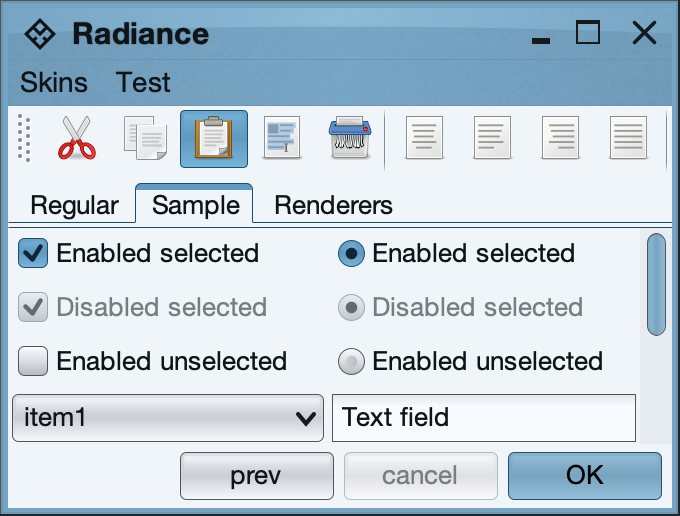 Radiance
Skins Test
Regular Sample Renderers
Enabled selected Enabled selected
Disabled selected Disabled selected
Enabled unselected Enabled unselected
item1 Text field
prev cancel OK